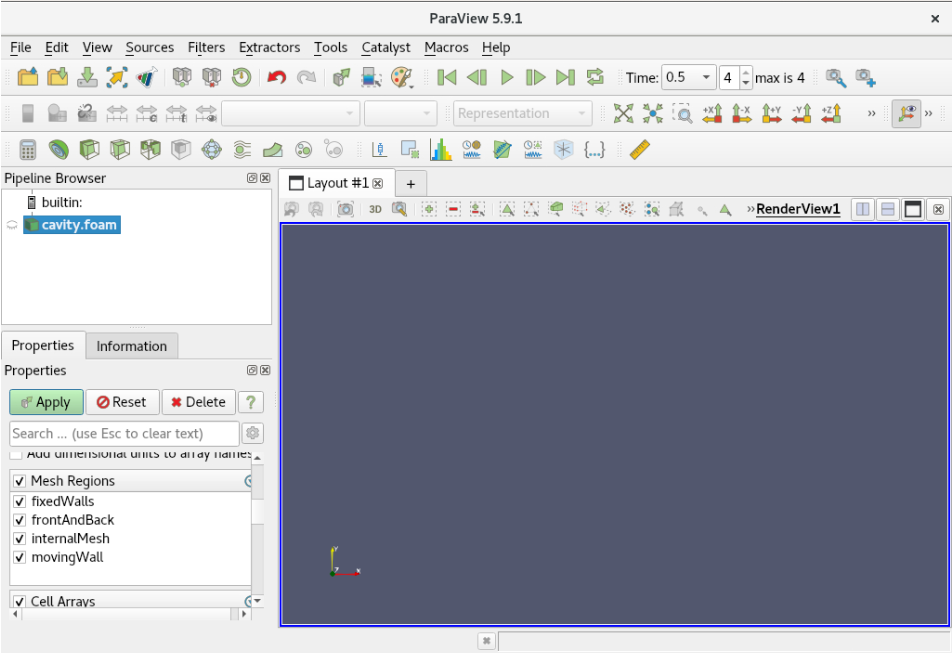 ParaView 5.9.1
File Edit View Sources Filters Extractors Tools Catalyst Macros Help
Time: 0.5 4 max is 4
Representation
+X -X +Y -Y +Z
Pipeline Browser
builtin:
cavity.foam
Layout #1 +
3D RenderView1
Properties Information
Properties
Apply Reset Delete ?
Search ... (use Esc to clear text)
Add dimensional units to array names
Mesh Regions
fixedWalls
frontAndBack
internalMesh
movingWall
Cell Arrays
Y
Z X